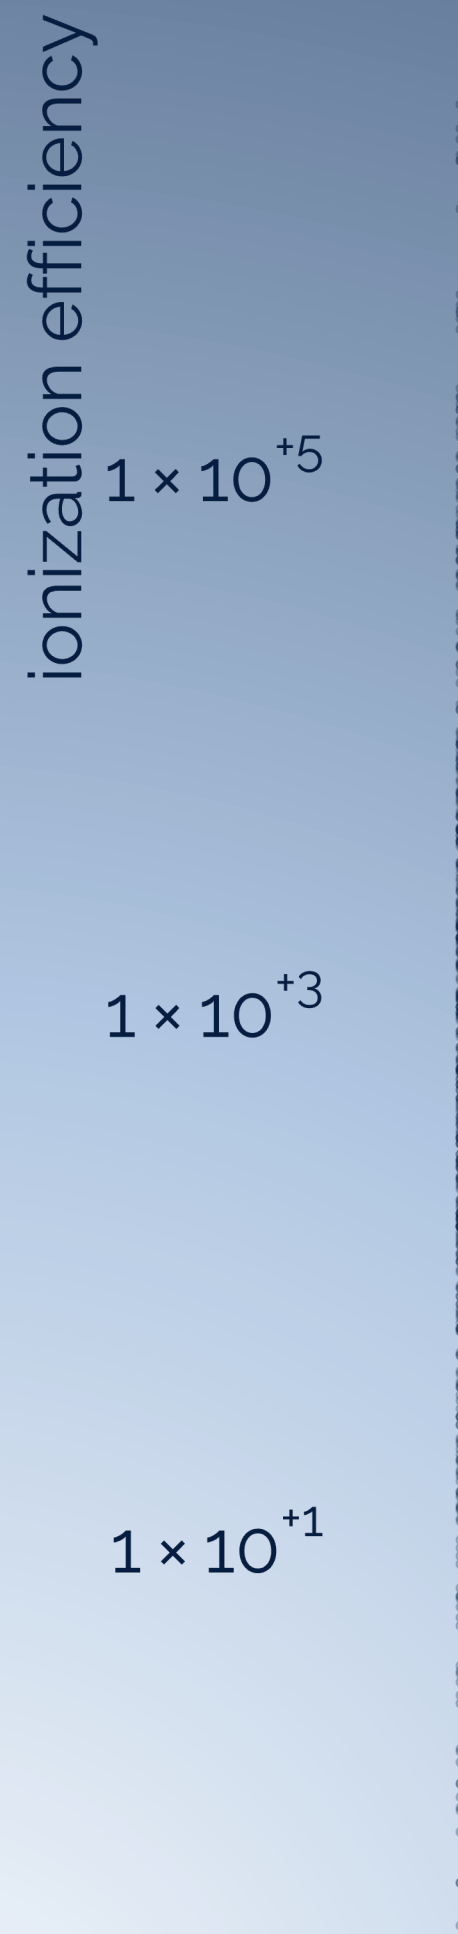 ionization efficiency
1 × 10⁺⁵
1 × 10⁺³
1 × 10⁺¹